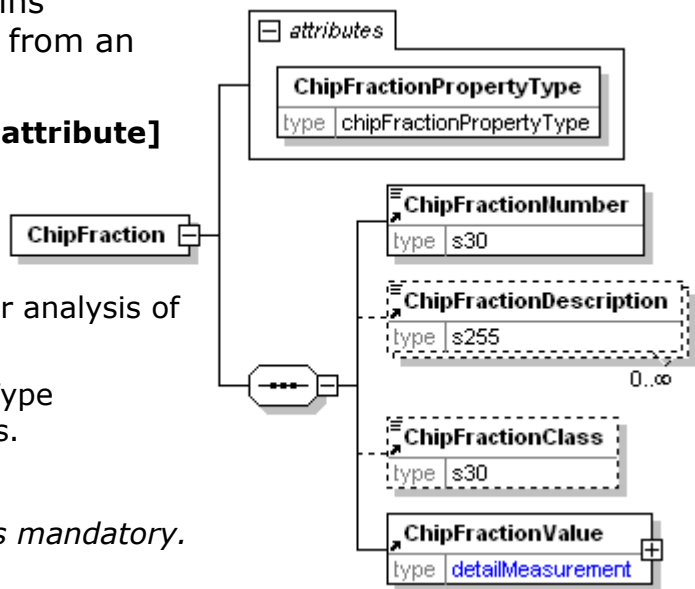 ins
from an
attribute]
r analysis of
ype
s.
s mandatory.
attributes
ChipFractionPropertyType
type chipFractionPropertyType
ChipFraction
ChipFractionNumber
type s30
ChipFractionDescription
type s255
0..∞
ChipFractionClass
type s30
ChipFractionValue
type detailMeasurement